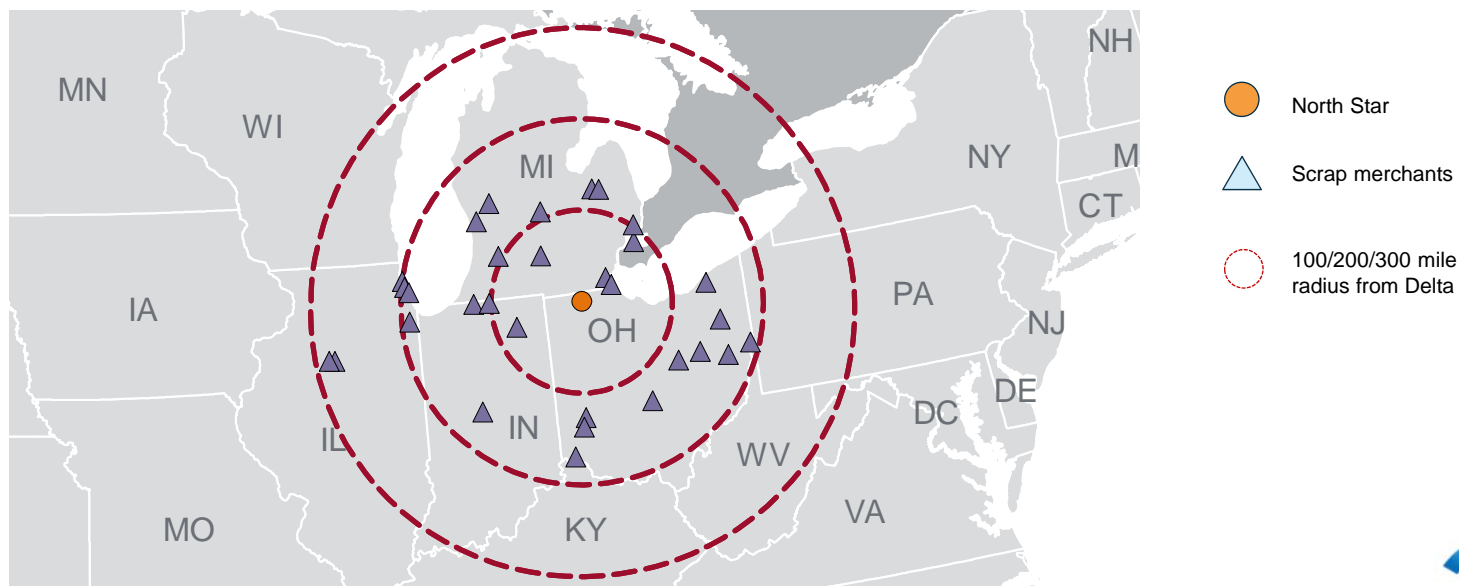 NH
MN
WI
NY
MI
M
CT
IA
PA
OH
NJ
DE
DC
IN
IL
WV
VA
MO
KY
North Star
Scrap merchants
100/200/300 mile
radius from Delta